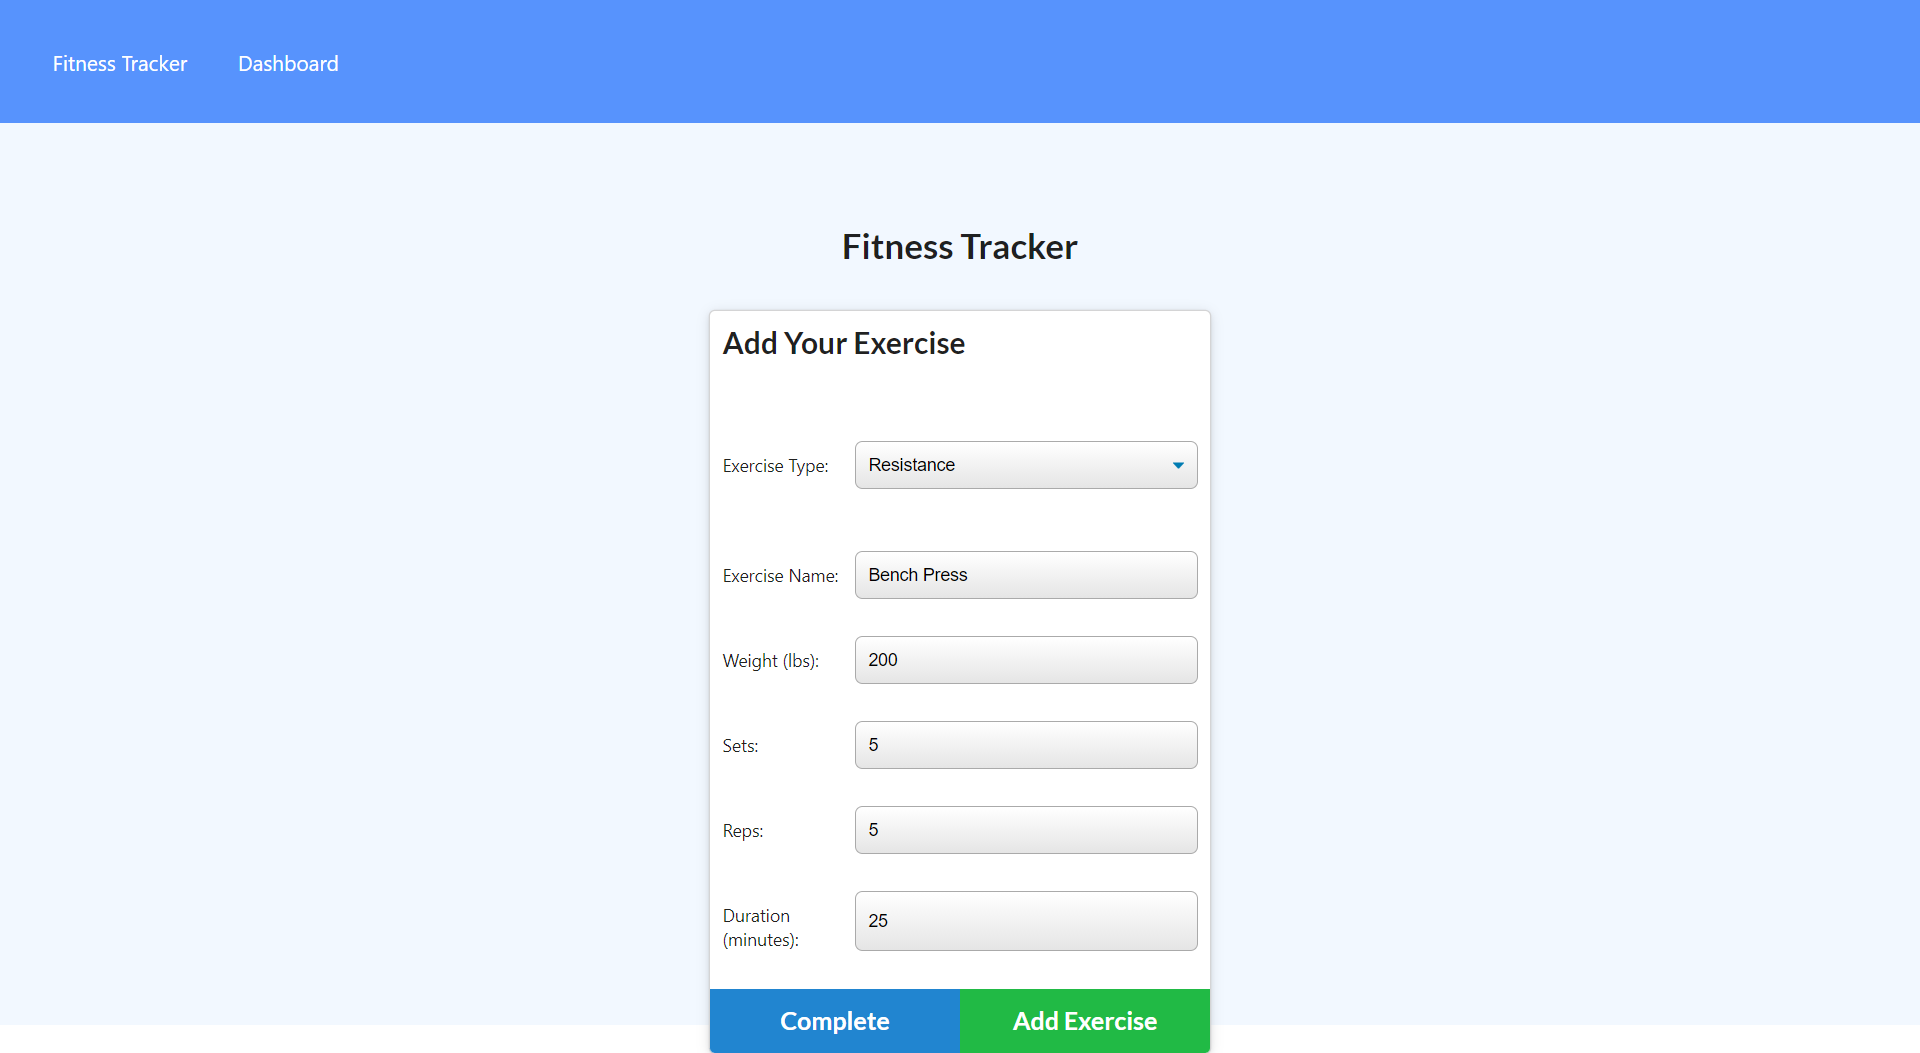 Fitness Tracker Dashboard
Fitness Tracker
Add Your Exercise
Exercise Type: Resistance
Exercise Name: Bench Press
Weight (lbs): 200
Sets: 5
Reps: 5
Duration
(minutes): 25
Complete Add Exercise